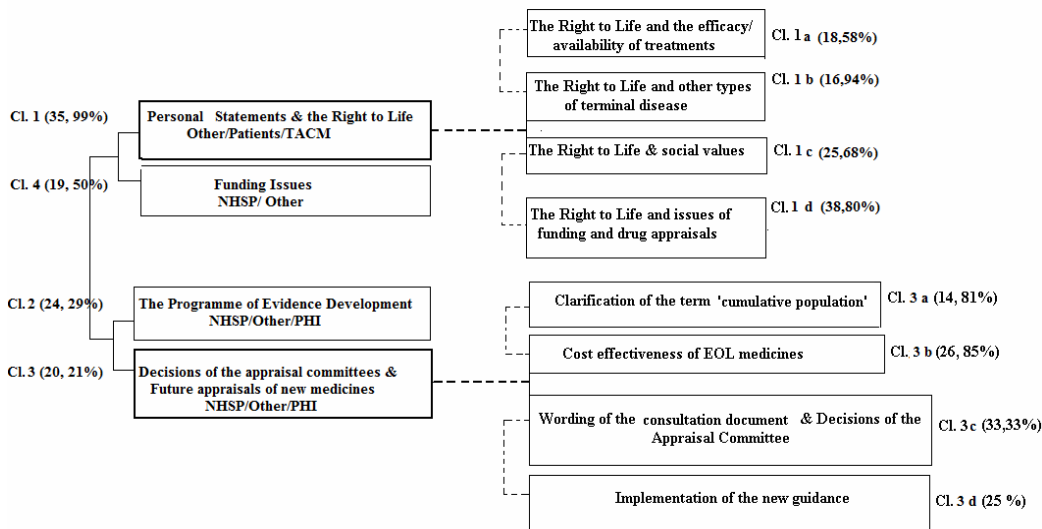 The Right to Life and the efficacy/
availability of treatments
Cl. 1a (18,58%)
The Right to Life and other types
of terminal disease
Cl. 1 b (16,94%)
Cl. 1 (35, 99%)
Personal Statements & the Right to Life
Other/Patients/TACM
The Right to Life & social values
Cl. 1 c (25,68%)
Cl. 4 (19, 50%)
Funding Issues
NHSP/ Other
The Right to Life and issues of
funding and drug appraisals
Cl. 1 d (38,80%)
Cl. 2 (24, 29%)
The Programme of Evidence Development
NHSP/Other/PHI
Clarification of the term 'cumulative population'
Cl. 3 a (14, 81%)
Cost effectiveness of EOL medicines
Cl. 3 b (26, 85%)
Cl. 3 (20, 21%)
Decisions of the appraisal committees &
Future appraisals of new medicines
NHSP/Other/PHI
Wording of the consultation document & Decisions of the
Appraisal Committee
Cl. 3c (33,33%)
Implementation of the new guidance
Cl. 3 d (25 %)